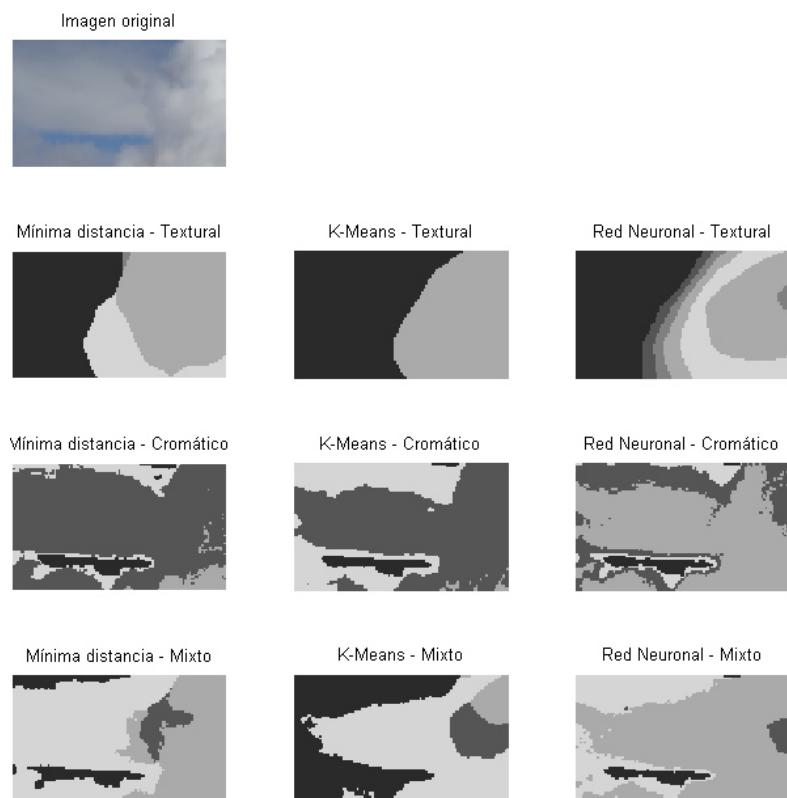 Imagen original
Mínima distancia - Textural
K-Means - Textural
Red Neuronal - Textural
Mínima distancia - Cromático
K-Means - Cromático
Red Neuronal - Cromático
Mínima distancia - Mixto
K-Means - Mixto
Red Neuronal - Mixto